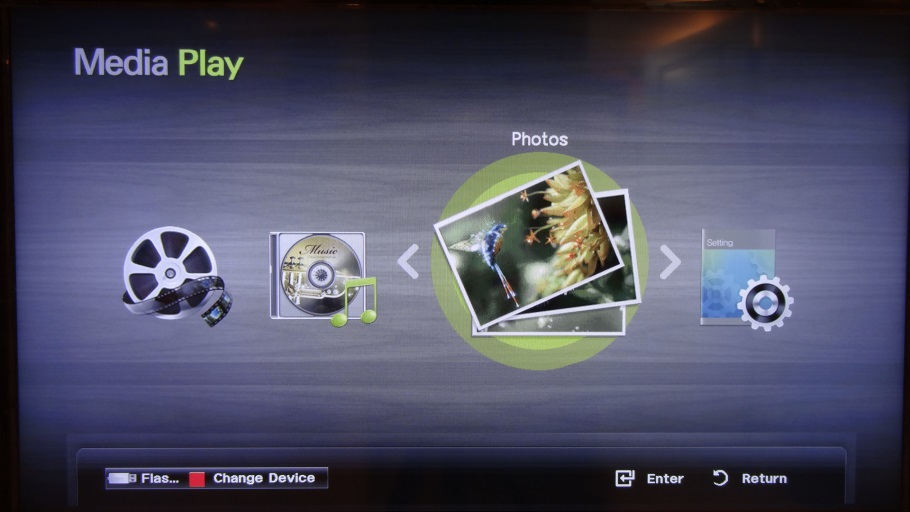 Media Play
Photos
Music
Setting
Flas... Change Device
Enter
Return